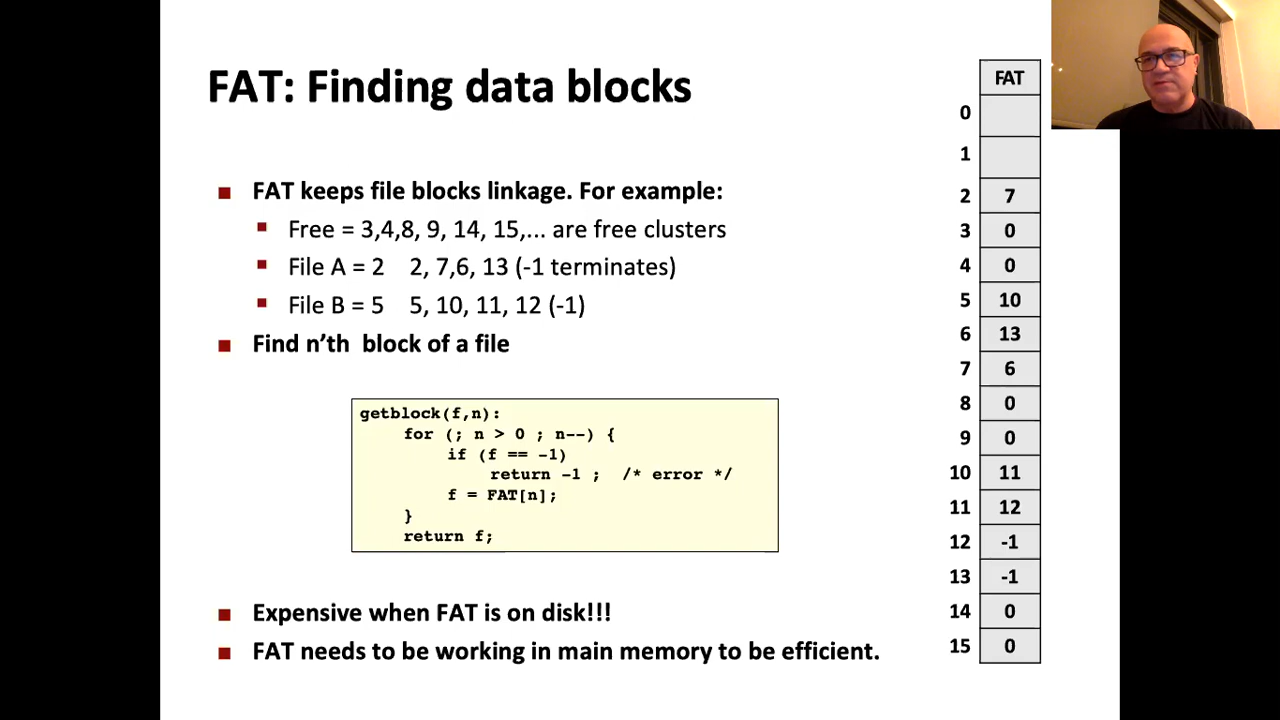 FAT: Finding data blocks
FAT keeps file blocks linkage. For example:
Free = 3,4,8, 9, 14, 15,... are free clusters
File A = 2 2, 7,6, 13 (-1 terminates)
File B = 5 5, 10, 11, 12 (-1)
Find n’th block of a file
getblock(f,n):
for (; n > 0 ; n--) {
if (f == -1)
return -1 ; /* error */
f = FAT[n];
}
return f;
Expensive when FAT is on disk!!!
FAT needs to be working in main memory to be efficient.
FAT
0
1
2 7
3 0
4 0
5 10
6 13
7 6
8 0
9 0
10 11
11 12
12 -1
13 -1
14 0
15 0